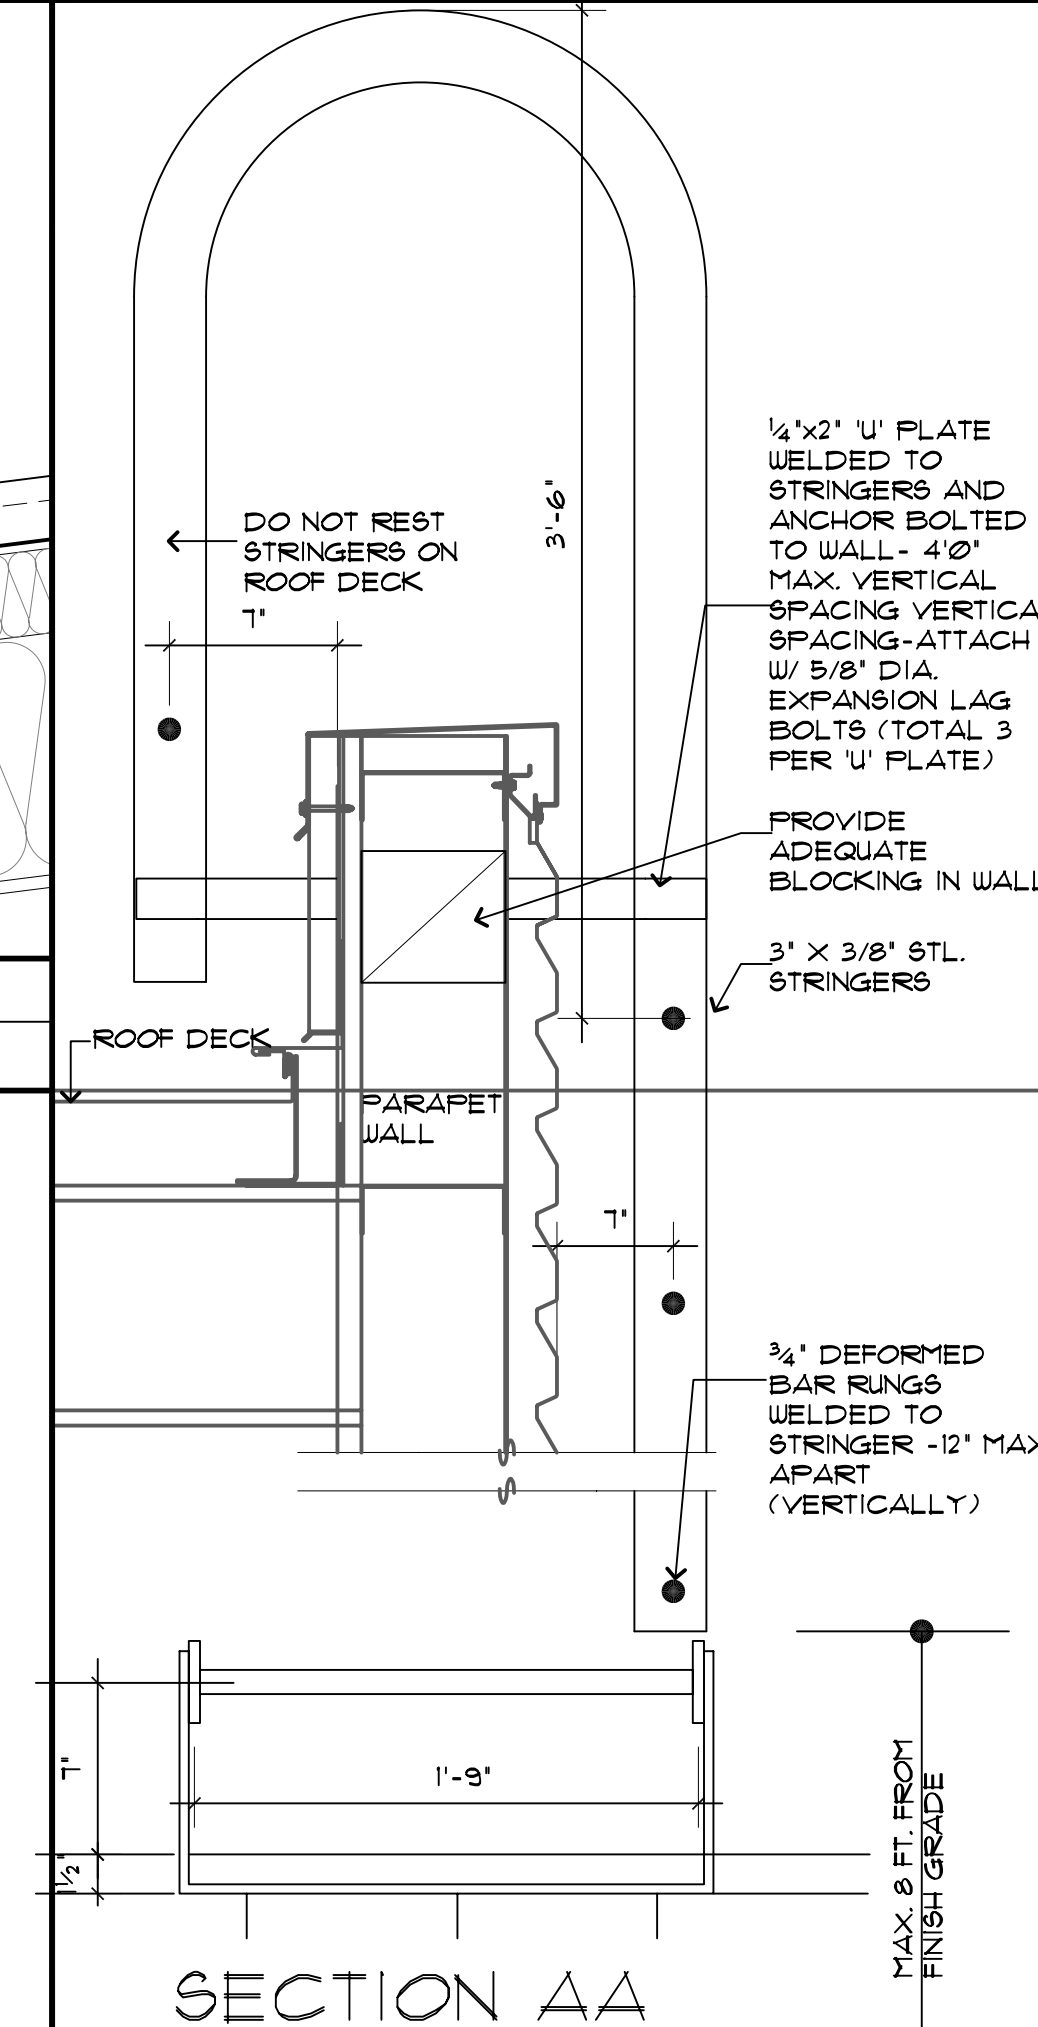 DO NOT REST
STRINGERS ON
ROOF DECK
7"
3'-6"
1/4"x2" 'U' PLATE
WELDED TO
STRINGERS AND
ANCHOR BOLTED
TO WALL- 4'Ø"
MAX. VERTICAL
SPACING VERTICA
SPACING-ATTACH
W/ 5/8" DIA.
EXPANSION LAG
BOLTS (TOTAL 3
PER 'U' PLATE)
PROVIDE
ADEQUATE
BLOCKING IN WALL
3" X 3/8" STL.
STRINGERS
ROOF DECK
PARAPET
WALL
7"
3/4" DEFORMED
BAR RUNGS
WELDED TO
STRINGER -12" MAX
APART
(VERTICALLY)
7"
1'-9"
1 1/2"
MAX. 8 FT. FROM
FINISH GRADE
SECTION AA